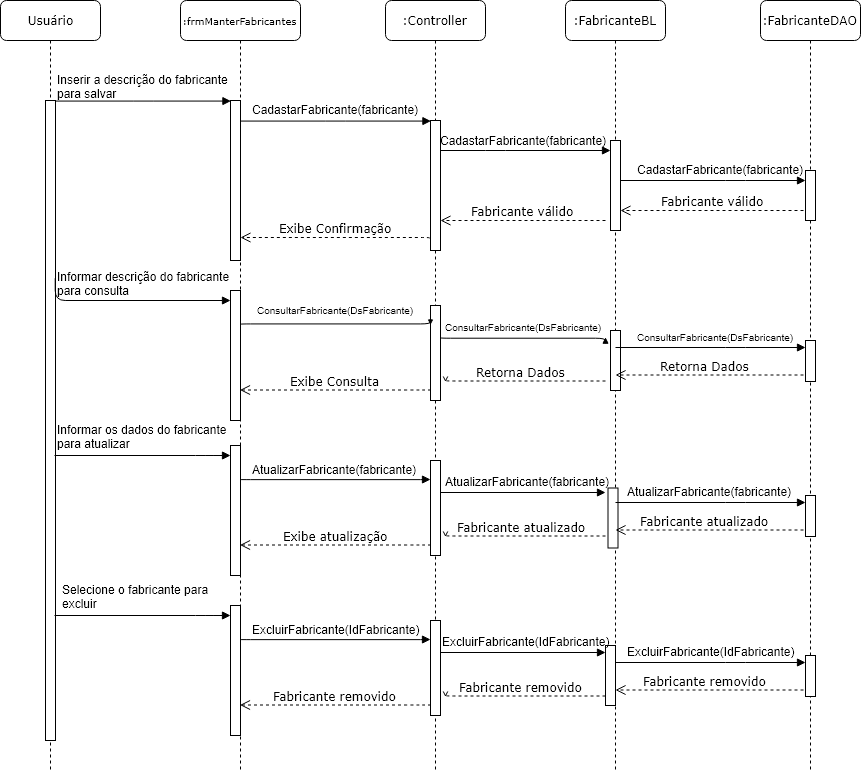 Usuário
:frmManterFabricantes
:Controller
:FabricanteBL
:FabricanteDAO
Inserir a descrição do fabricante
para salvar
CadastarFabricante(fabricante)
CadastarFabricante(fabricante)
CadastarFabricante(fabricante)
Fabricante válido
Fabricante válido
Exibe Confirmação
Informar descrição do fabricante
para consulta
ConsultarFabricante(DsFabricante)
ConsultarFabricante(DsFabricante)
ConsultarFabricante(DsFabricante)
Retorna Dados
Retorna Dados
Exibe Consulta
Informar os dados do fabricante
para atualizar
AtualizarFabricante(fabricante)
AtualizarFabricante(fabricante)
AtualizarFabricante(fabricante)
Fabricante atualizado
Fabricante atualizado
Exibe atualização
Selecione o fabricante para
excluir
ExcluirFabricante(IdFabricante)
ExcluirFabricante(IdFabricante)
ExcluirFabricante(IdFabricante)
Fabricante removido
Fabricante removido
Fabricante removido